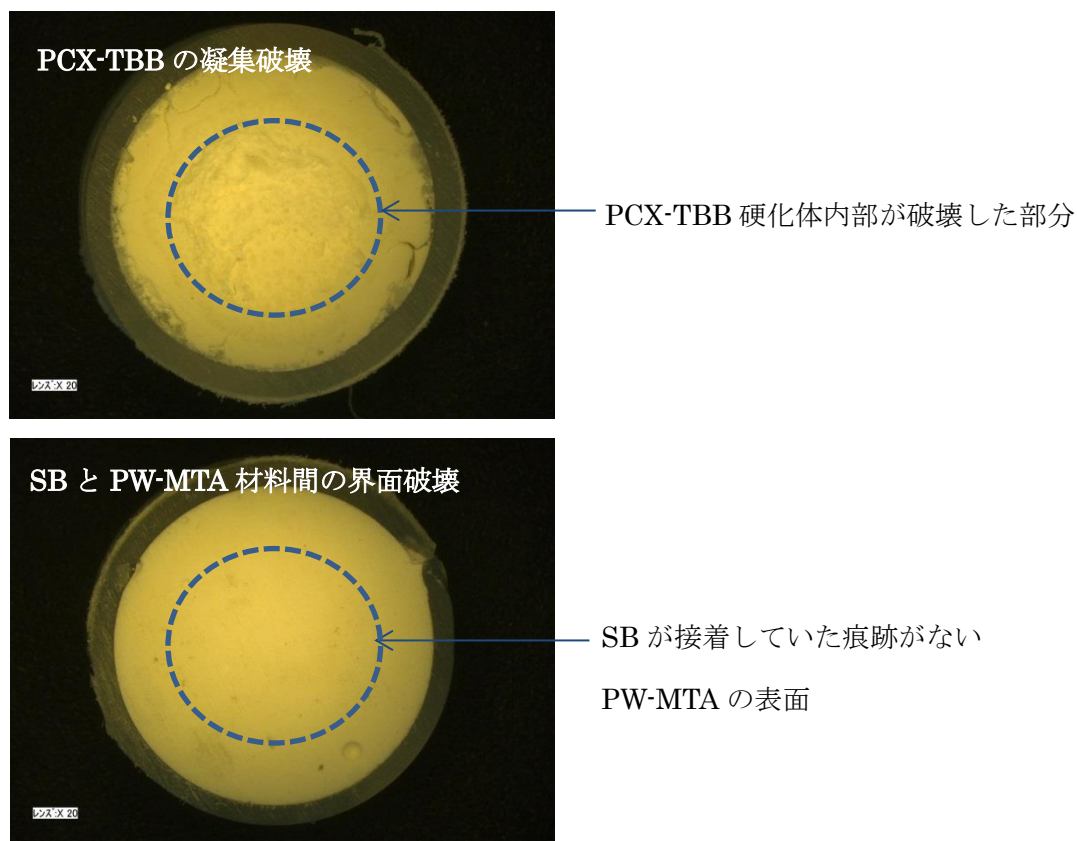 PCX-TBB の凝集破壊
PCX-TBB 硬化体内部が破壊した部分
レンズ:X 20
SB と PW-MTA 材料間の界面破壊
SB が接着していた痕跡がない
PW-MTA の表面
レンズ:X 20